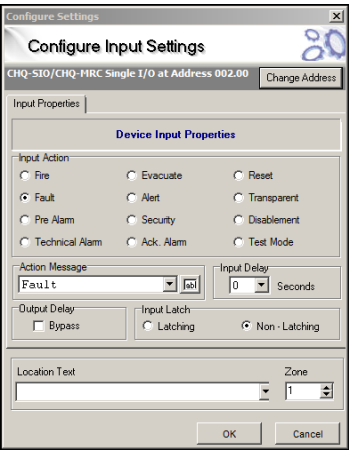 Configure Settings
Configure Input Settings
CHQ-SIO/CHQ-MRC Single I/O at Address 002.00
Change Address
Input Properties
Device Input Properties
Input Action
Fire Evacuate Reset
Fault Alert Transparent
Pre Alarm Security Disablement
Technical Alarm Ack. Alarm Test Mode
Action Message Input Delay
Fault ab 0 Seconds
Output Delay Input Latch
Bypass Latching Non - Latching
Location Text Zone
1
OK Cancel